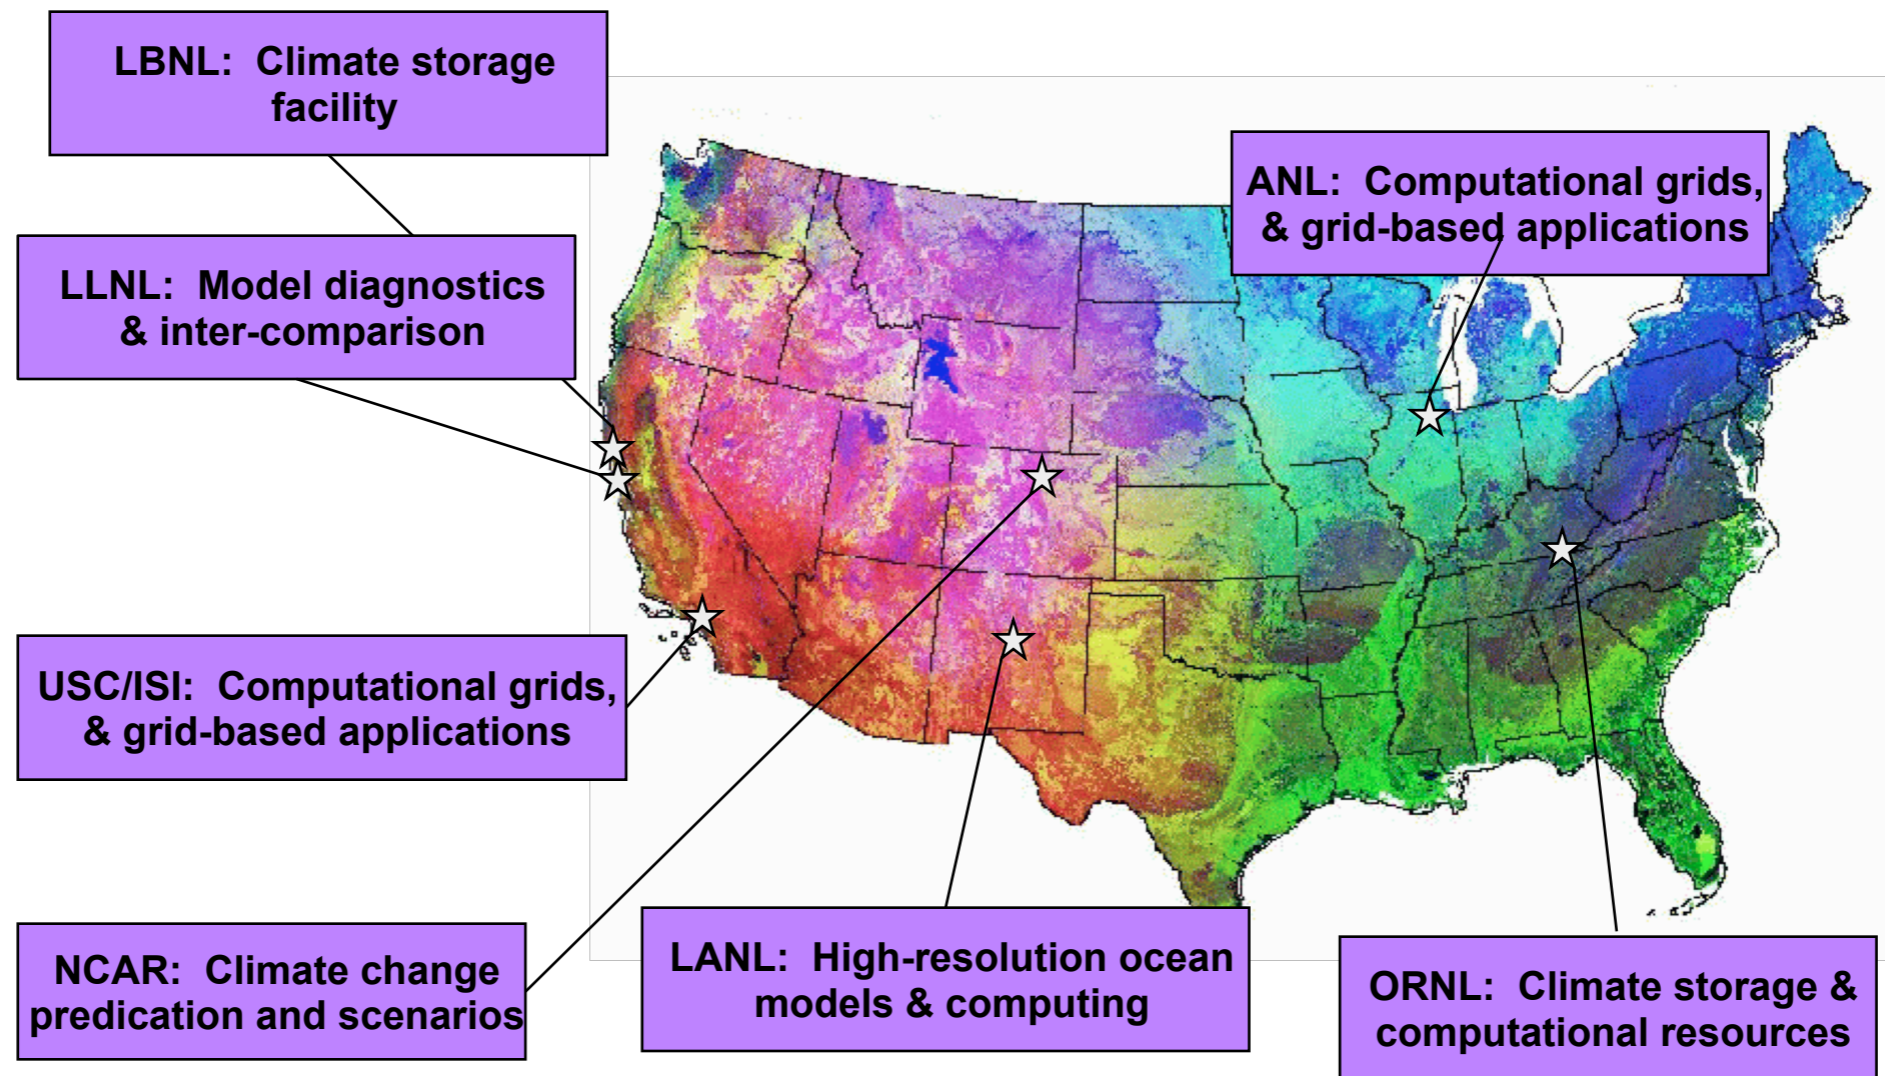 LBNL: Climate storage
facility
ANL: Computational grids,
& grid-based applications
LLNL: Model diagnostics
& inter-comparison
USC/ISI: Computational grids,
& grid-based applications
NCAR: Climate change
predication and scenarios
LANL: High-resolution ocean
models & computing
ORNL: Climate storage &
computational resources